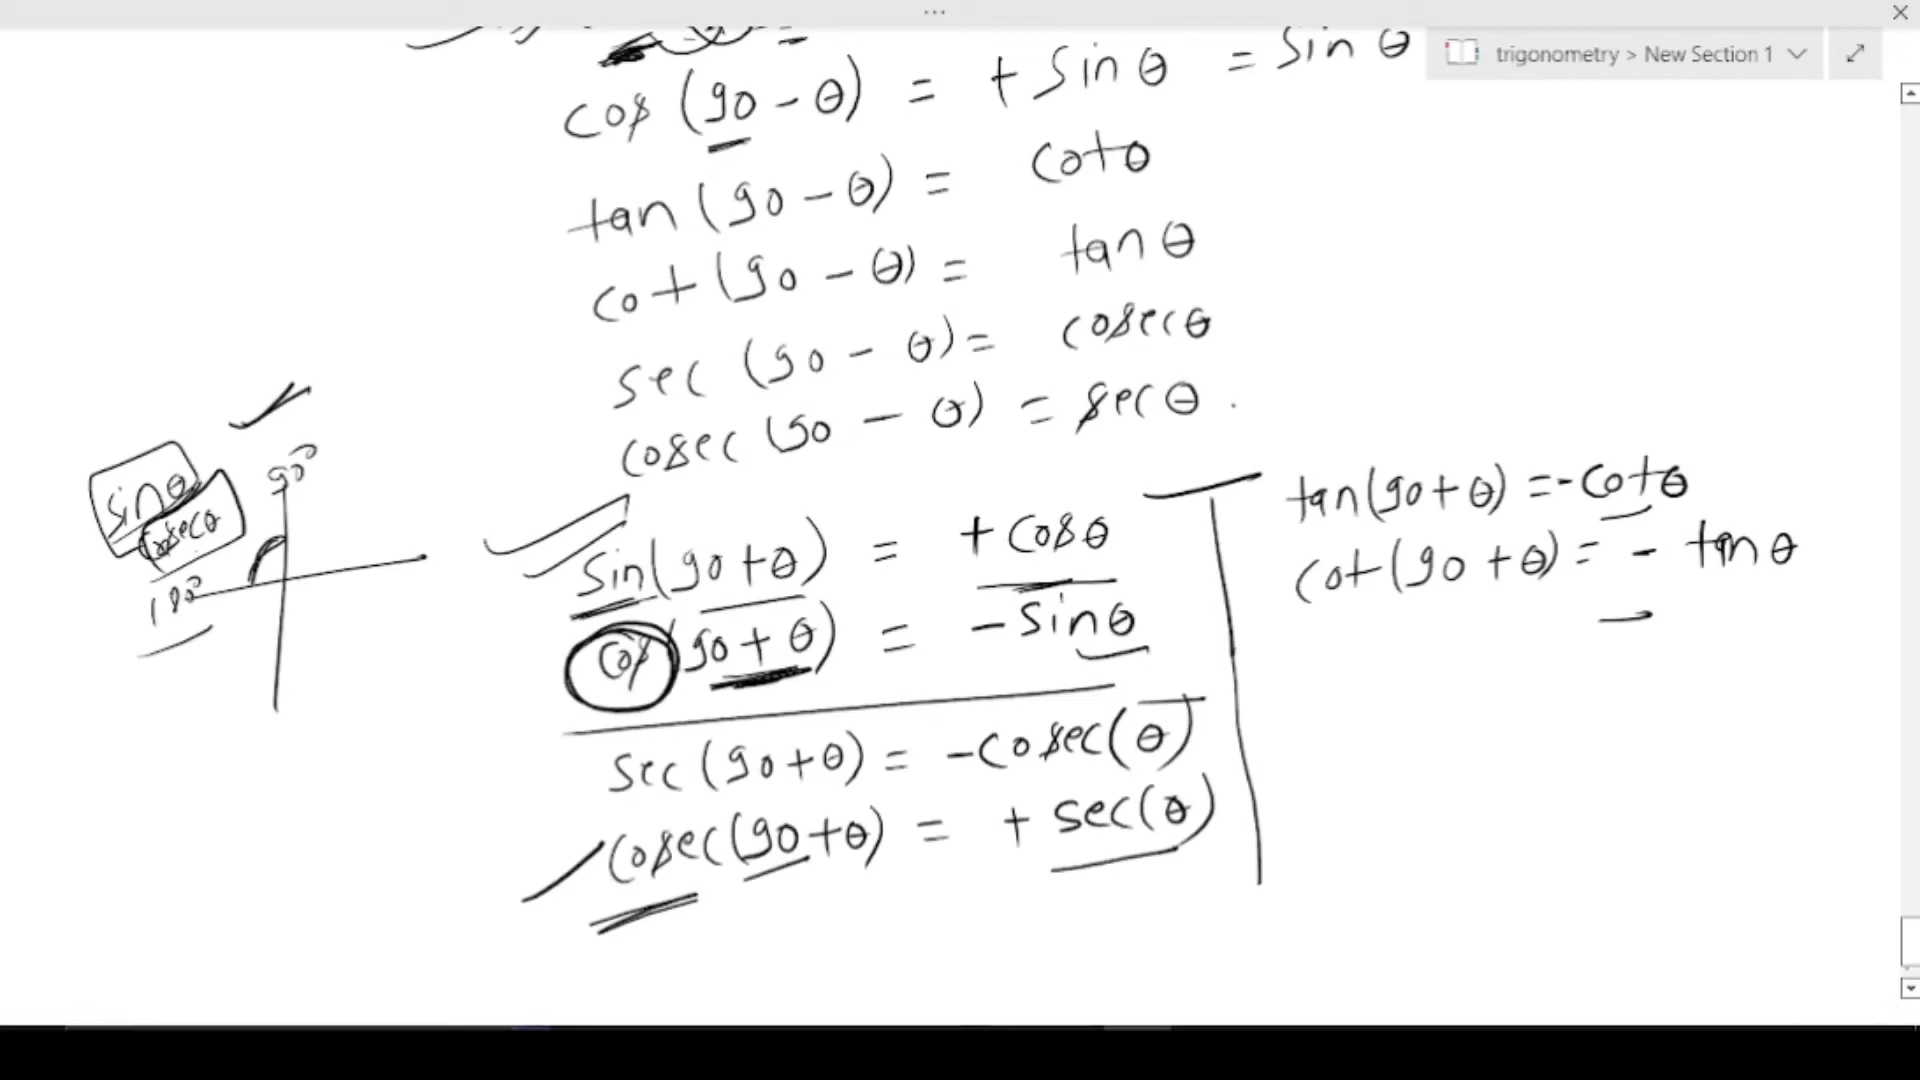 trigonometry > New Section 1
cos (90 - θ) = + sin θ = sin θ
tan (90 - θ) = cot θ
cot (90 - θ) = tan θ
sec (90 - θ) = cosec θ
cosec (90 - θ) = sec θ .
sin θ
cosec θ
90°
180°
sin(90+θ) = + cos θ
cos(90+θ) = - sin θ
sec(90+θ) = -cosec(θ)
cosec(90+θ) = + sec(θ)
tan(90+θ) = -cot θ
cot(90+θ) = - tan θ